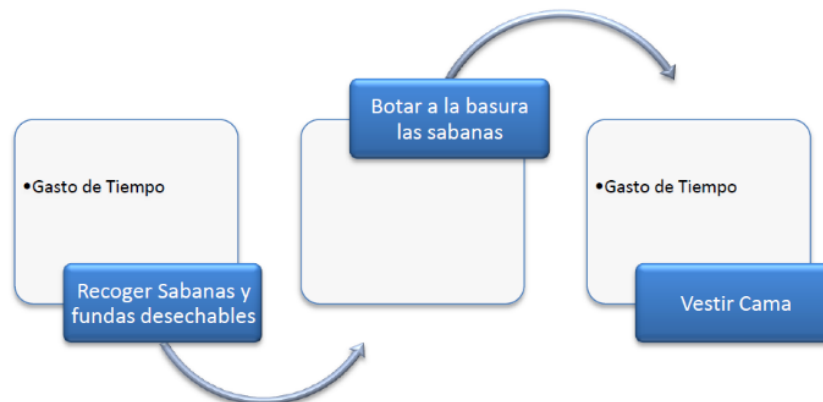 •Gasto de Tiempo
Recoger Sabanas y
fundas desechables
Botar a la basura
las sabanas
•Gasto de Tiempo
Vestir Cama